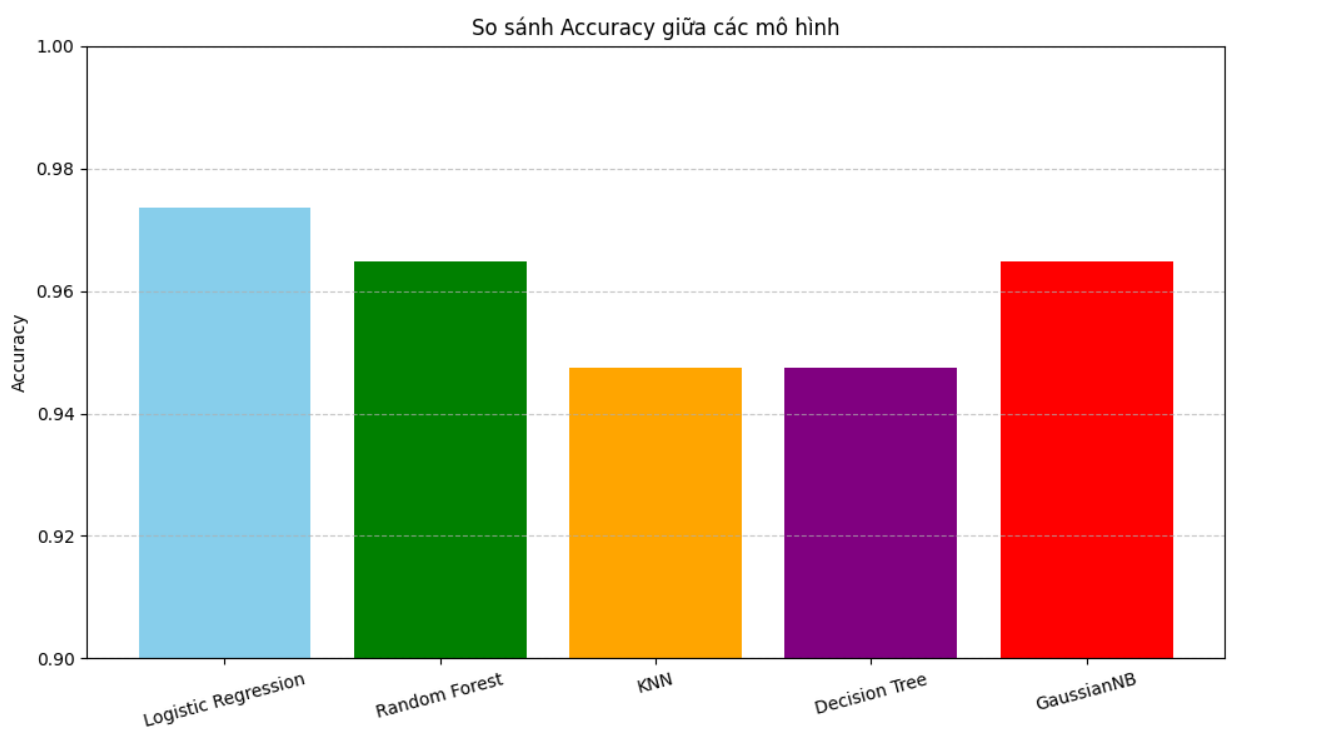 So sánh Accuracy giữa các mô hình
1.00
0.98
0.96
0.94
0.92
0.90
Accuracy
Logistic Regression
Random Forest
KNN
Decision Tree
GaussianNB